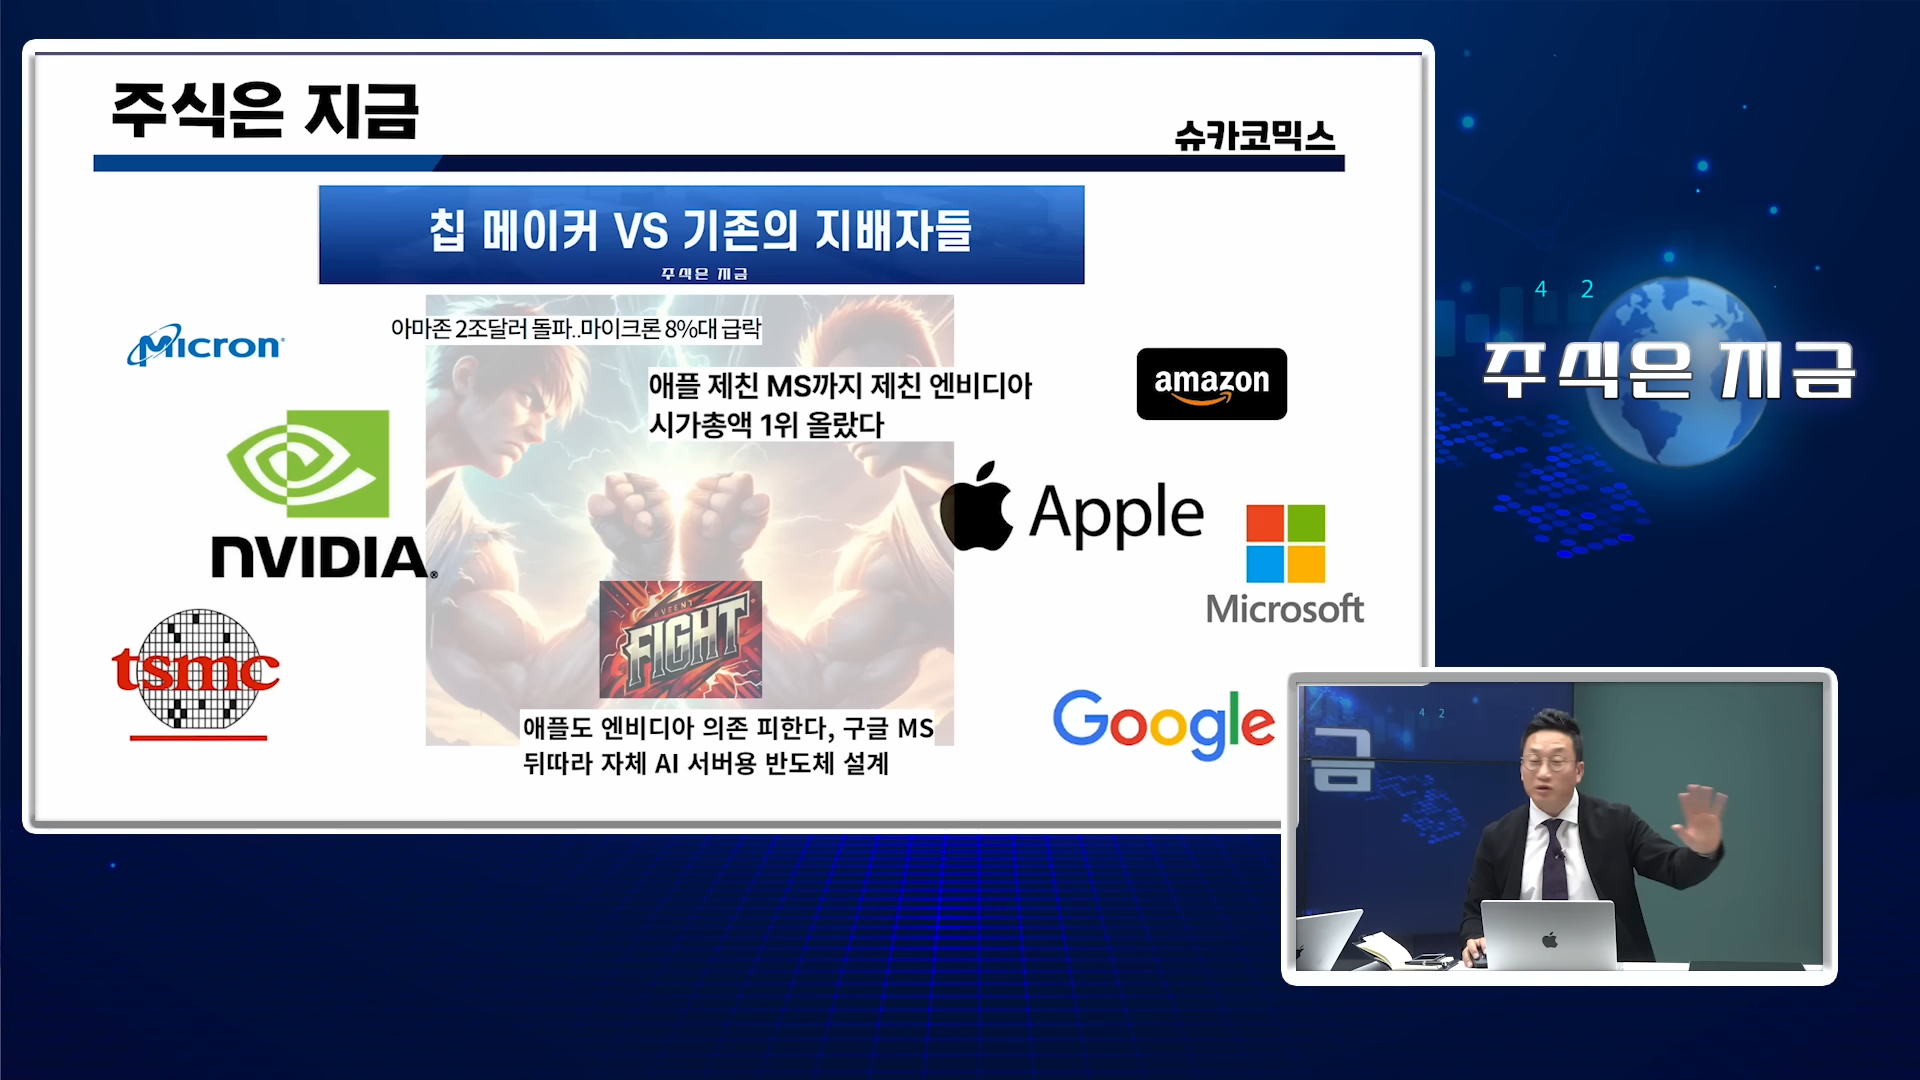 주식은 지금
슈카코믹스
칩 메이커 VS 기존의 지배자들
주식은 지금
아마존 2조달러 돌파..마이크론 8%대 급락
애플 제친 MS까지 제친 엔비디아
시가총액 1위 올랐다
Micron
amazon
NVIDIA
Apple
Microsoft
EVEENT
FIGHT
tsmc
Google
애플도 엔비디아 의존 피한다, 구글 MS
뒤따라 자체 AI 서버용 반도체 설계
4 2
주식은 지금
4 2
금